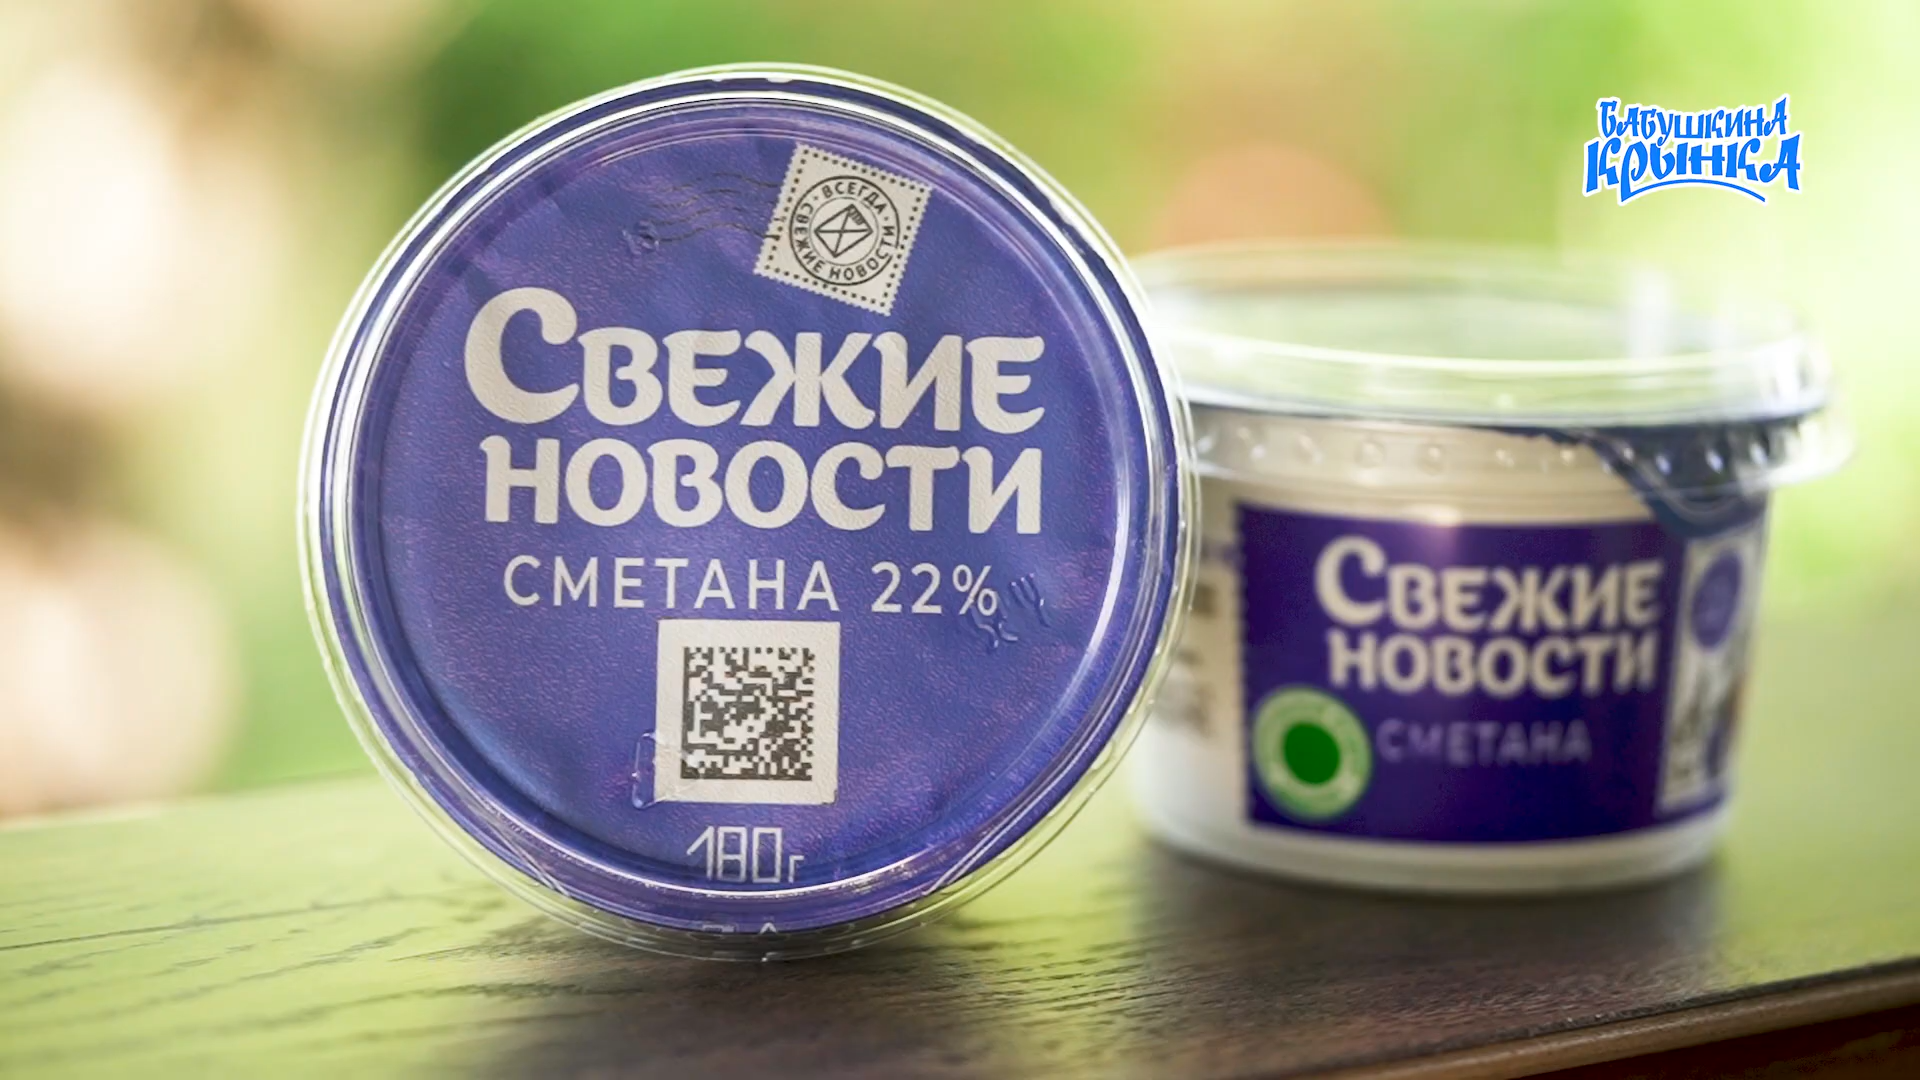 БАБУШКИНА
КРЫНКА
ВСЕГДА
СВЕЖИЕ НОВОСТИ
СВЕЖИЕ
НОВОСТИ
СМЕТАНА 22%
180г
СВЕЖИЕ
НОВОСТИ
СМЕТАНА